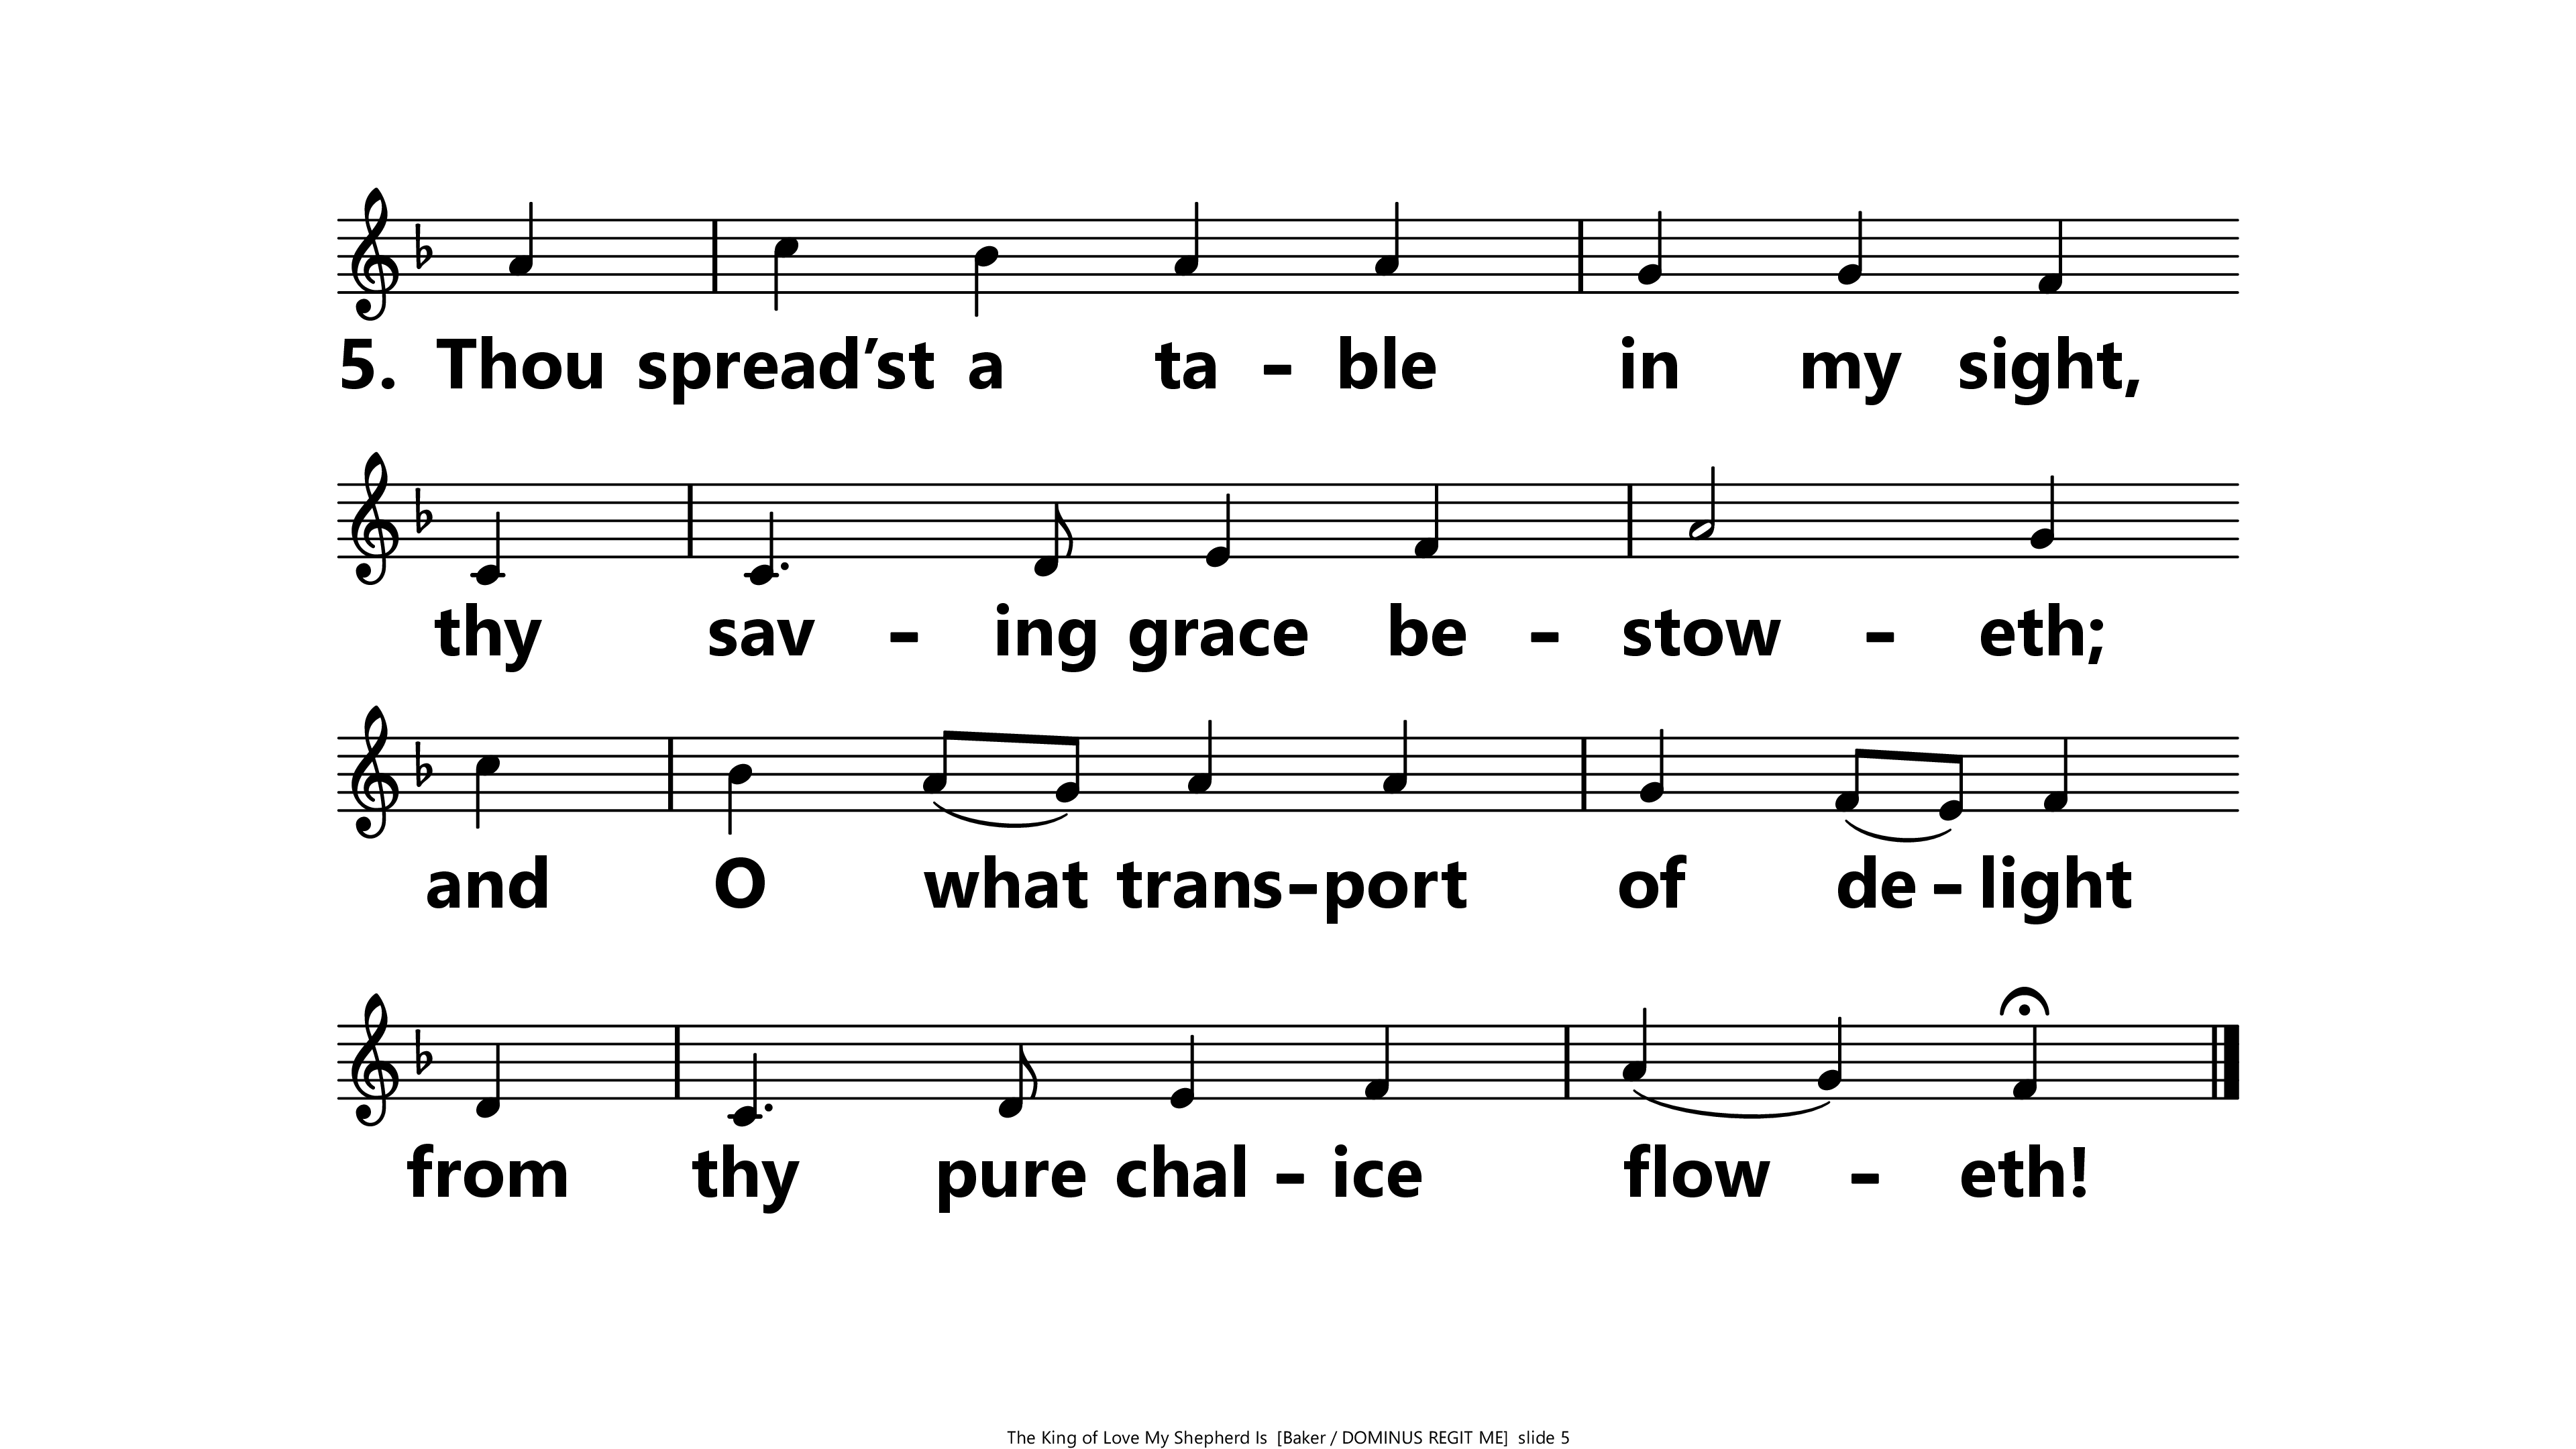 5. Thou spread’st a ta – ble in my sight,
thy sav – ing grace be – stow – eth;
and O what trans–port of de – light
from thy pure chal – ice flow – eth!
The King of Love My Shepherd Is [Baker / DOMINUS REGIT ME] slide 5